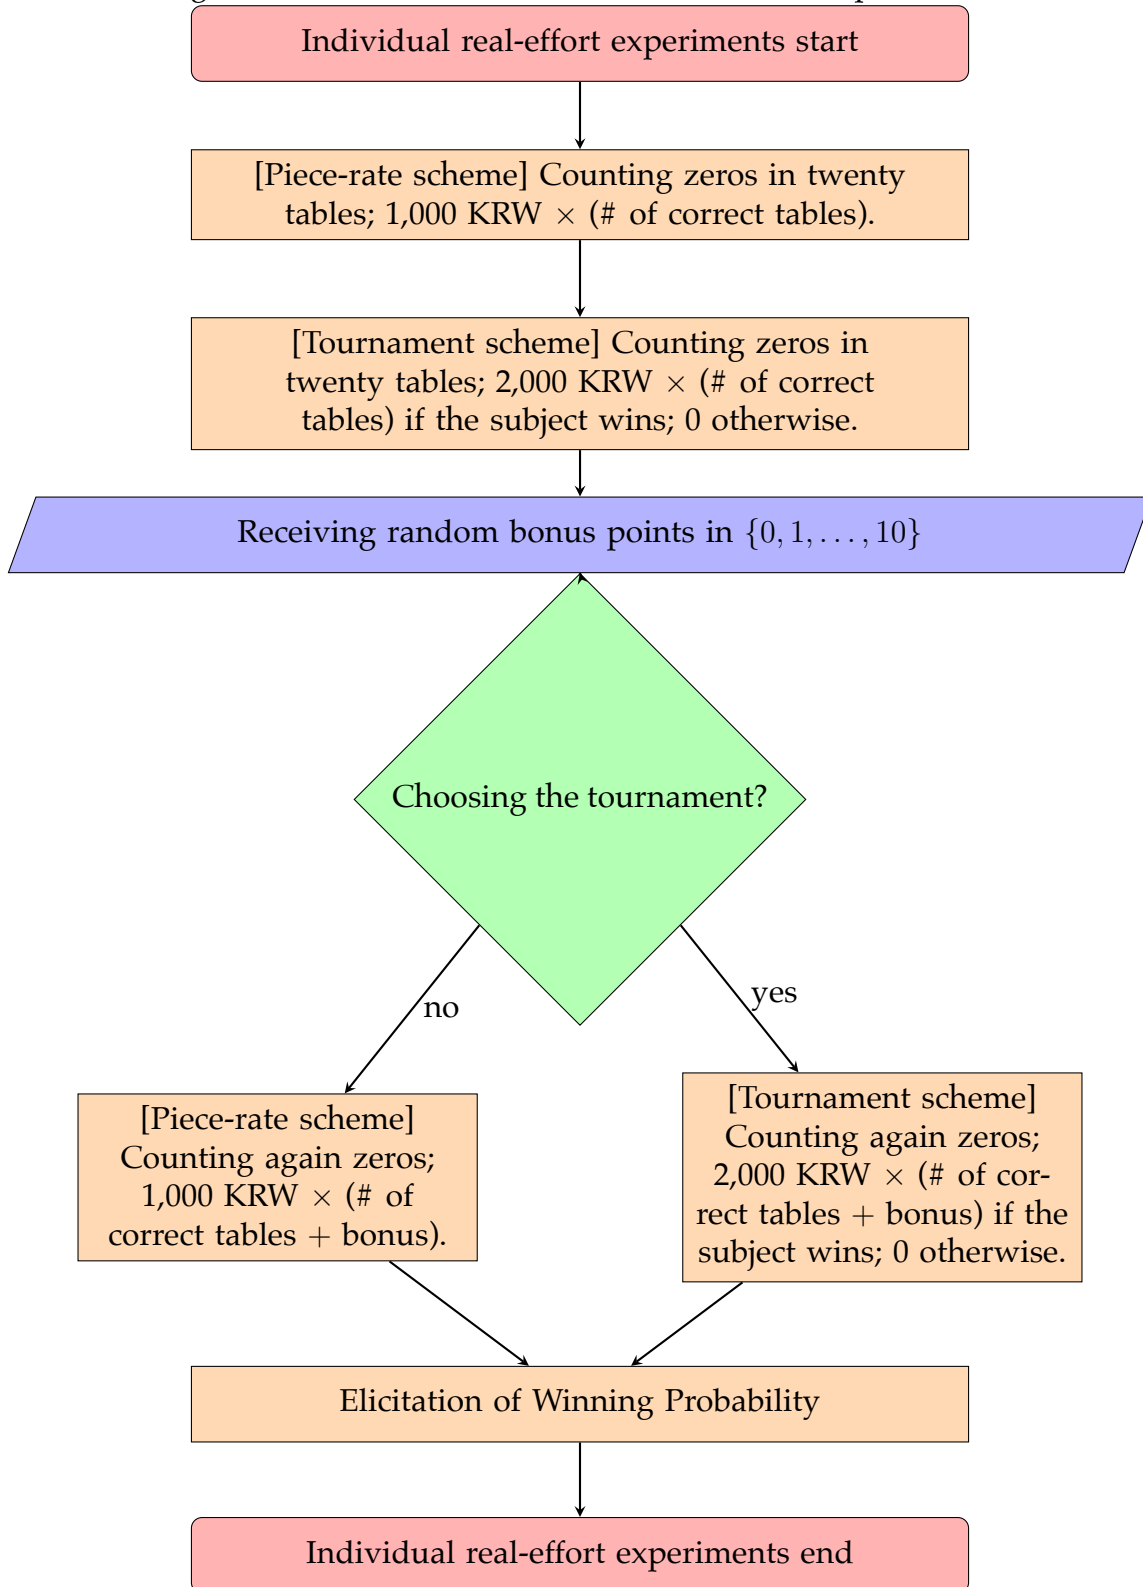 Individual real-effort experiments start
[Piece-rate scheme] Counting zeros in twenty
tables; 1,000 KRW × (# of correct tables).
[Tournament scheme] Counting zeros in
twenty tables; 2,000 KRW × (# of correct
tables) if the subject wins; 0 otherwise.
Receiving random bonus points in {0, 1, . . . , 10}
Choosing the tournament?
no
yes
[Piece-rate scheme]
Counting again zeros;
1,000 KRW × (# of
correct tables + bonus).
[Tournament scheme]
Counting again zeros;
2,000 KRW × (# of cor-
rect tables + bonus) if the
subject wins; 0 otherwise.
Elicitation of Winning Probability
Individual real-effort experiments end